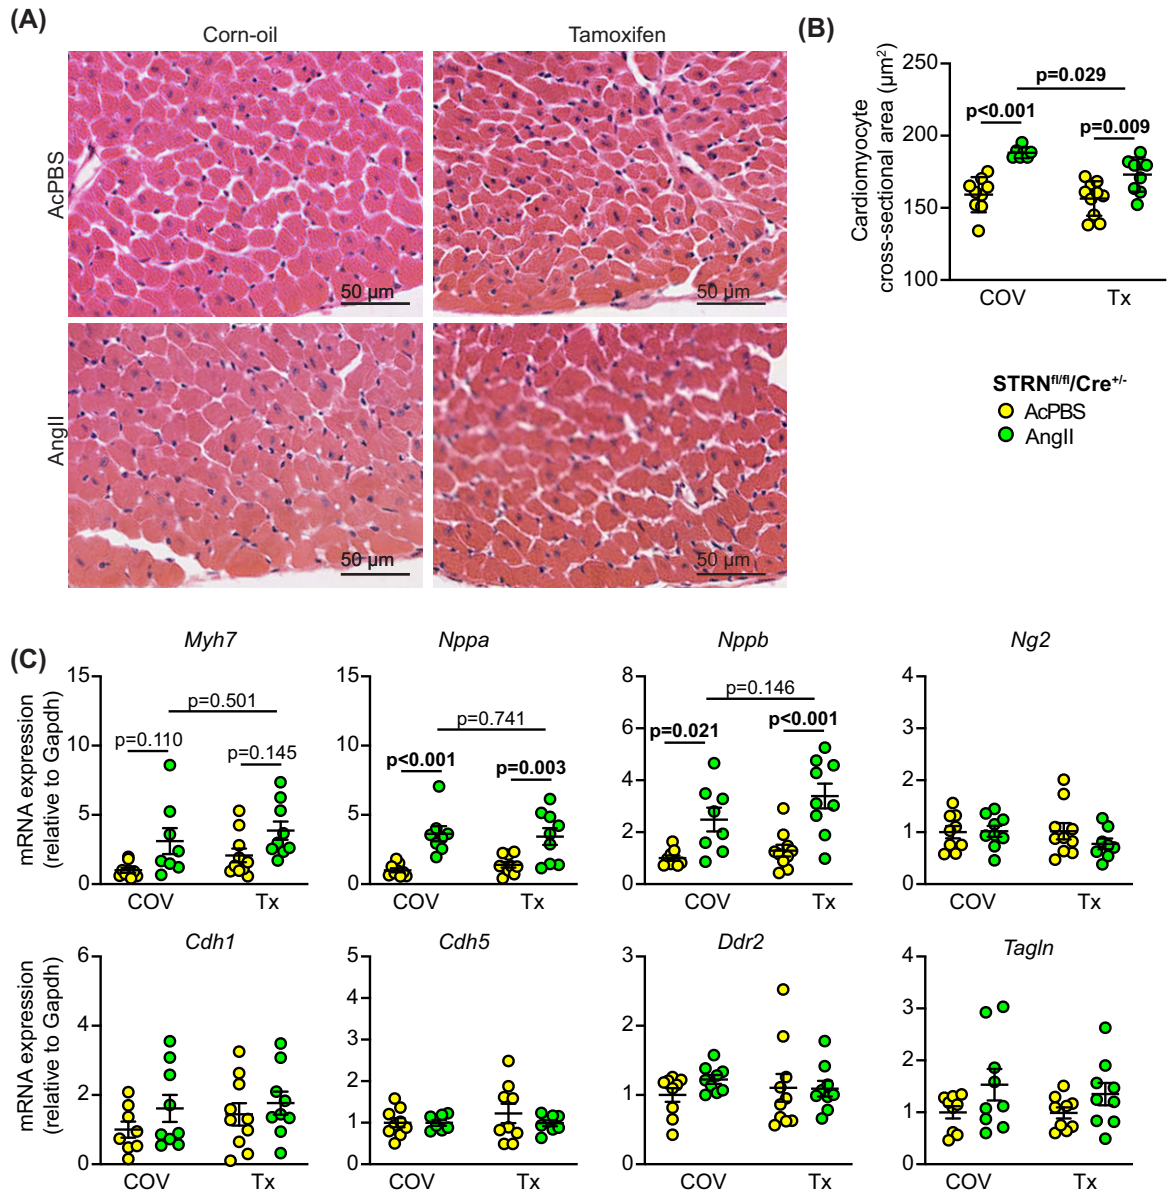 (A)
Corn-oil
Tamoxifen
AcPBS
AngII
50 µm
50 µm
50 µm
50 µm
(B)
Cardiomyocyte
cross-sectional area (µm²)
250
200
150
100
p=0.029
p<0.001
p=0.009
COV
Tx
STRNfl/fl/Cre+/-
AcPBS
AngII
(C)
Myh7
mRNA expression
(relative to Gapdh)
15
10
5
0
p=0.501
p=0.110
p=0.145
COV
Tx
Nppa
15
10
5
0
p=0.741
p<0.001
p=0.003
COV
Tx
Nppb
8
6
4
2
0
p=0.146
p=0.021
p<0.001
COV
Tx
Ng2
4
3
2
1
0
COV
Tx
Cdh1
mRNA expression
(relative to Gapdh)
6
4
2
0
COV
Tx
Cdh5
5
4
3
2
1
0
COV
Tx
Ddr2
3
2
1
0
COV
Tx
Tagln
4
3
2
1
0
COV
Tx